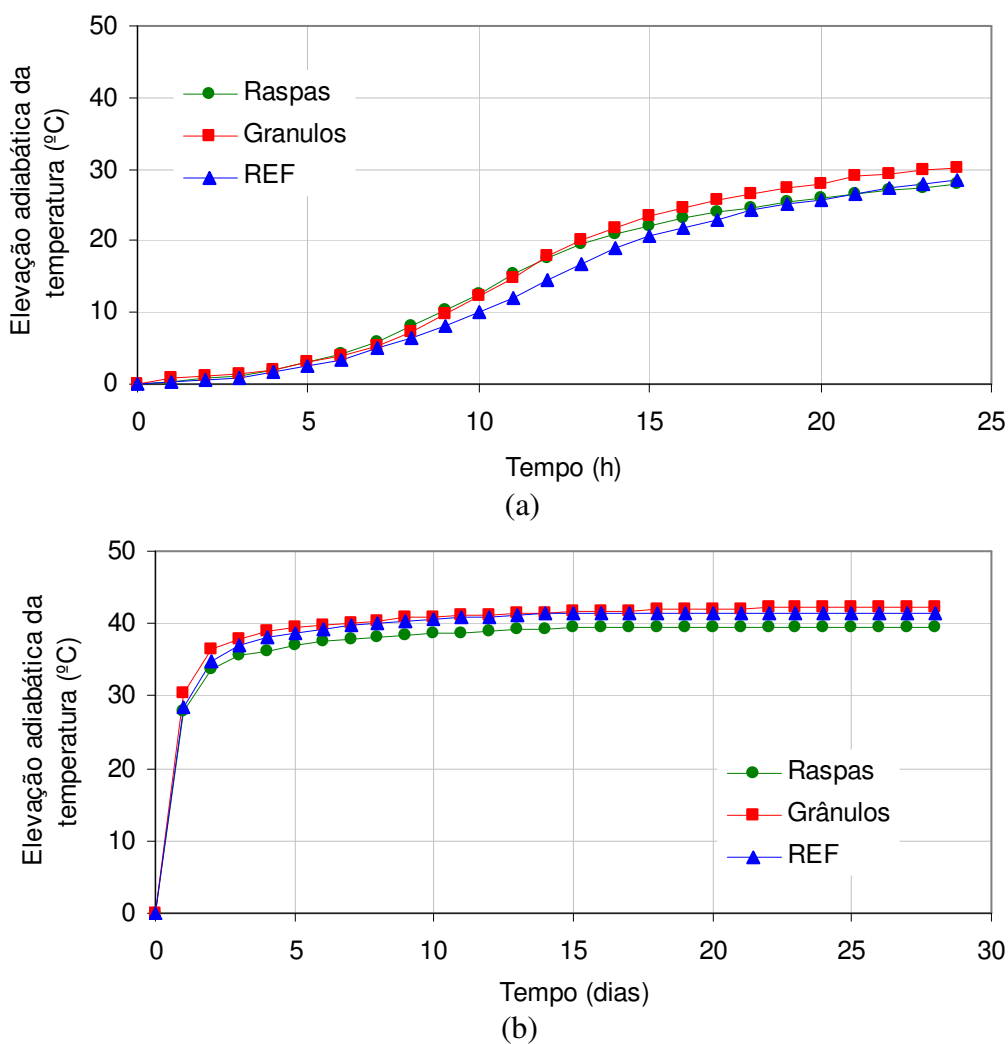 50
40
30
20
10
0
Elevação adiabática da
temperatura (ºC)
Raspas
Granulos
REF
0 5 10 15 20 25
Tempo (h)
(a)
50
40
30
20
10
0
Elevação adiabática da
temperatura (ºC)
Raspas
Grânulos
REF
0 5 10 15 20 25 30
Tempo (dias)
(b)